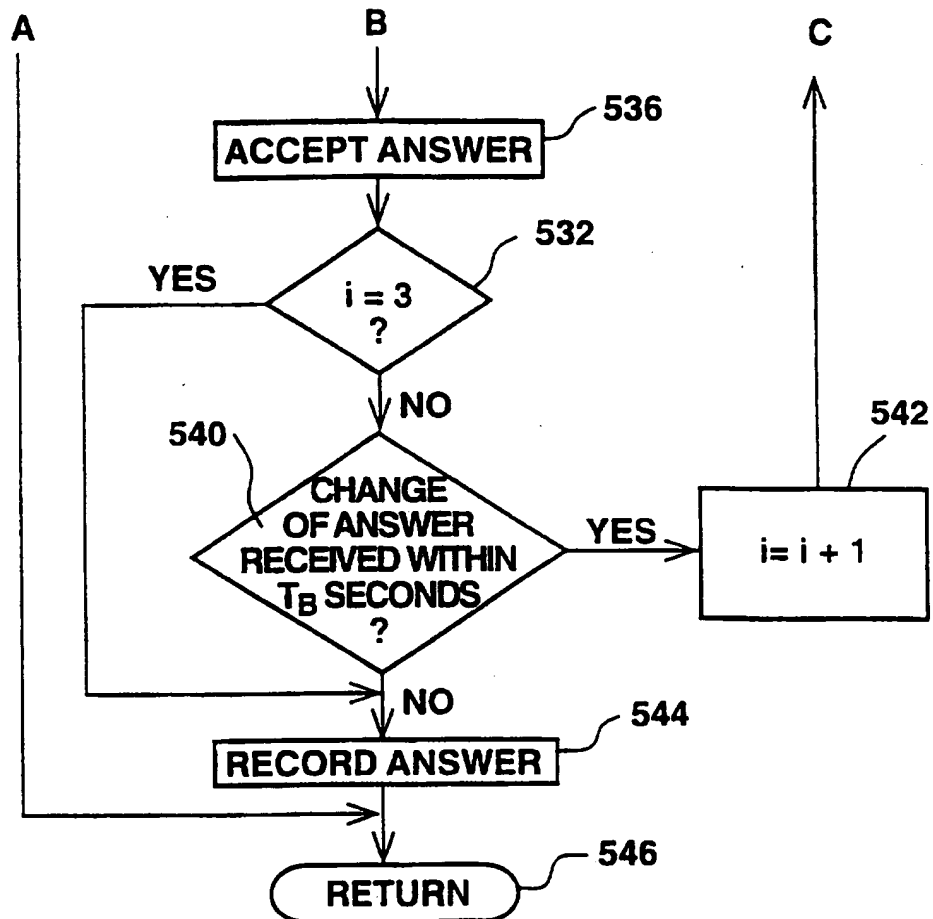 A
B
C
536
ACCEPT ANSWER
532
YES
i = 3
?
NO
540
542
CHANGE
OF ANSWER
RECEIVED WITHIN
TB SECONDS
?
YES
i= i + 1
NO
544
RECORD ANSWER
546
RETURN